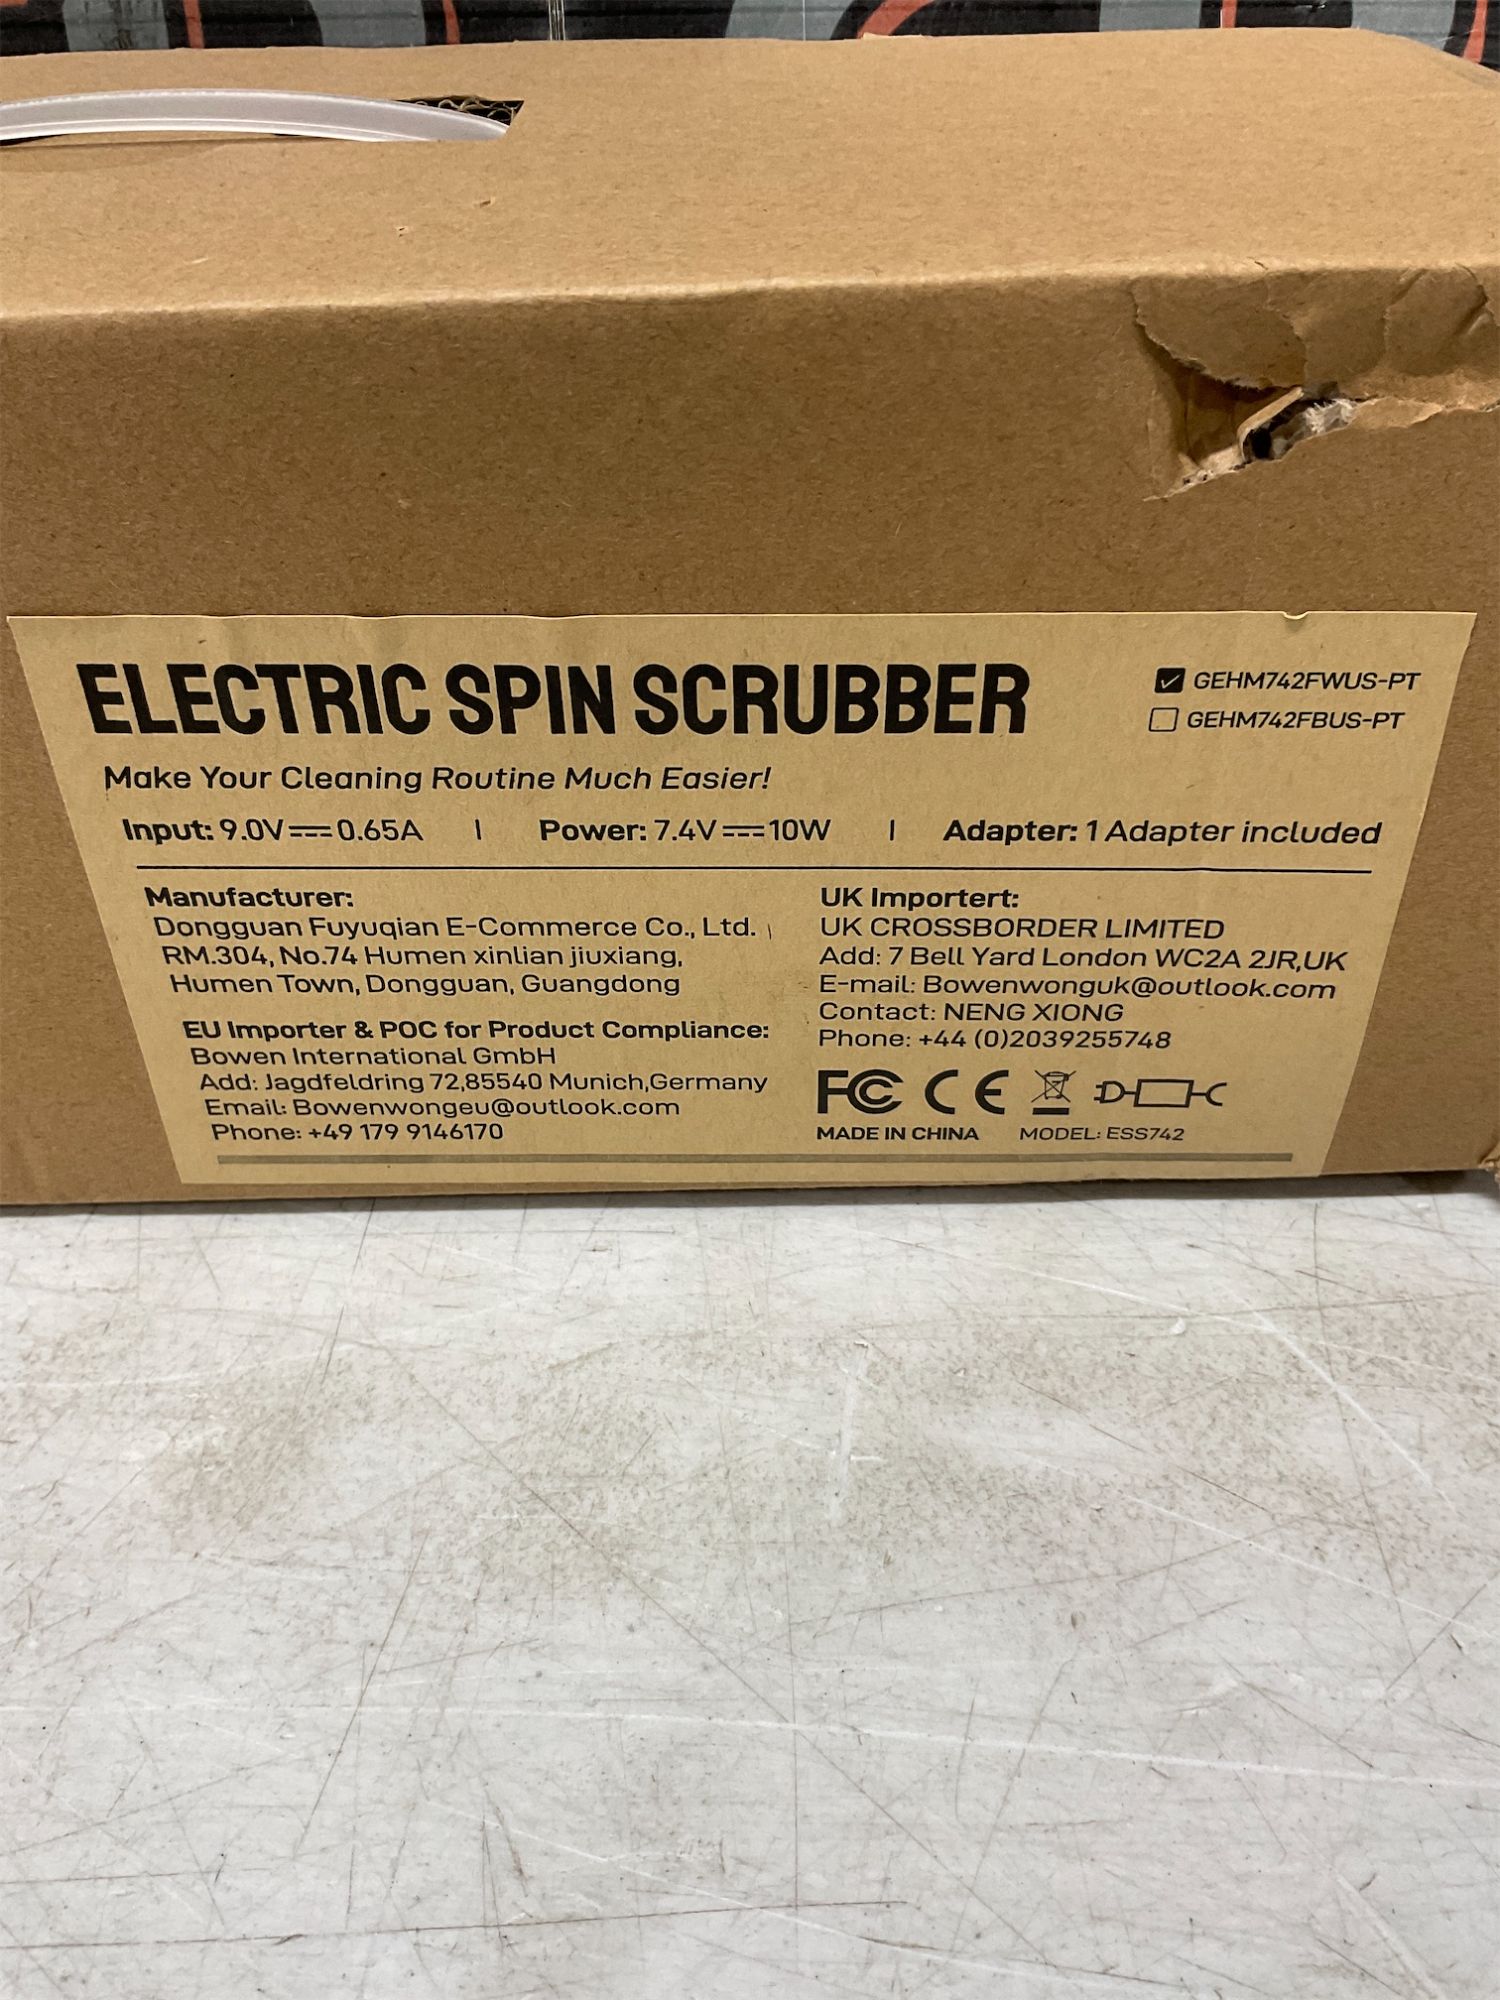 ELECTRIC SPIN SCRUBBER
GEHM742FWUS-PT
GEHM742FBUS-PT
Make Your Cleaning Routine Much Easier!
Input: 9.0V⎓0.65A | Power: 7.4V⎓10W | Adapter: 1 Adapter included
Manufacturer:
Dongguan Fuyuqian E-Commerce Co., Ltd.
RM.304, No.74 Humen xinlian jiuxiang,
Humen Town, Dongguan, Guangdong
EU Importer & POC for Product Compliance:
Bowen International GmbH
Add: Jagdfeldring 72,85540 Munich,Germany
Email: Bowenwongeu@outlook.com
Phone: +49 179 9146170
UK Importert:
UK CROSSBORDER LIMITED
Add: 7 Bell Yard London WC2A 2JR,UK
E-mail: Bowenwonguk@outlook.com
Contact: NENG XIONG
Phone: +44 (0)2039255748
FC CE
MADE IN CHINA MODEL: ESS742